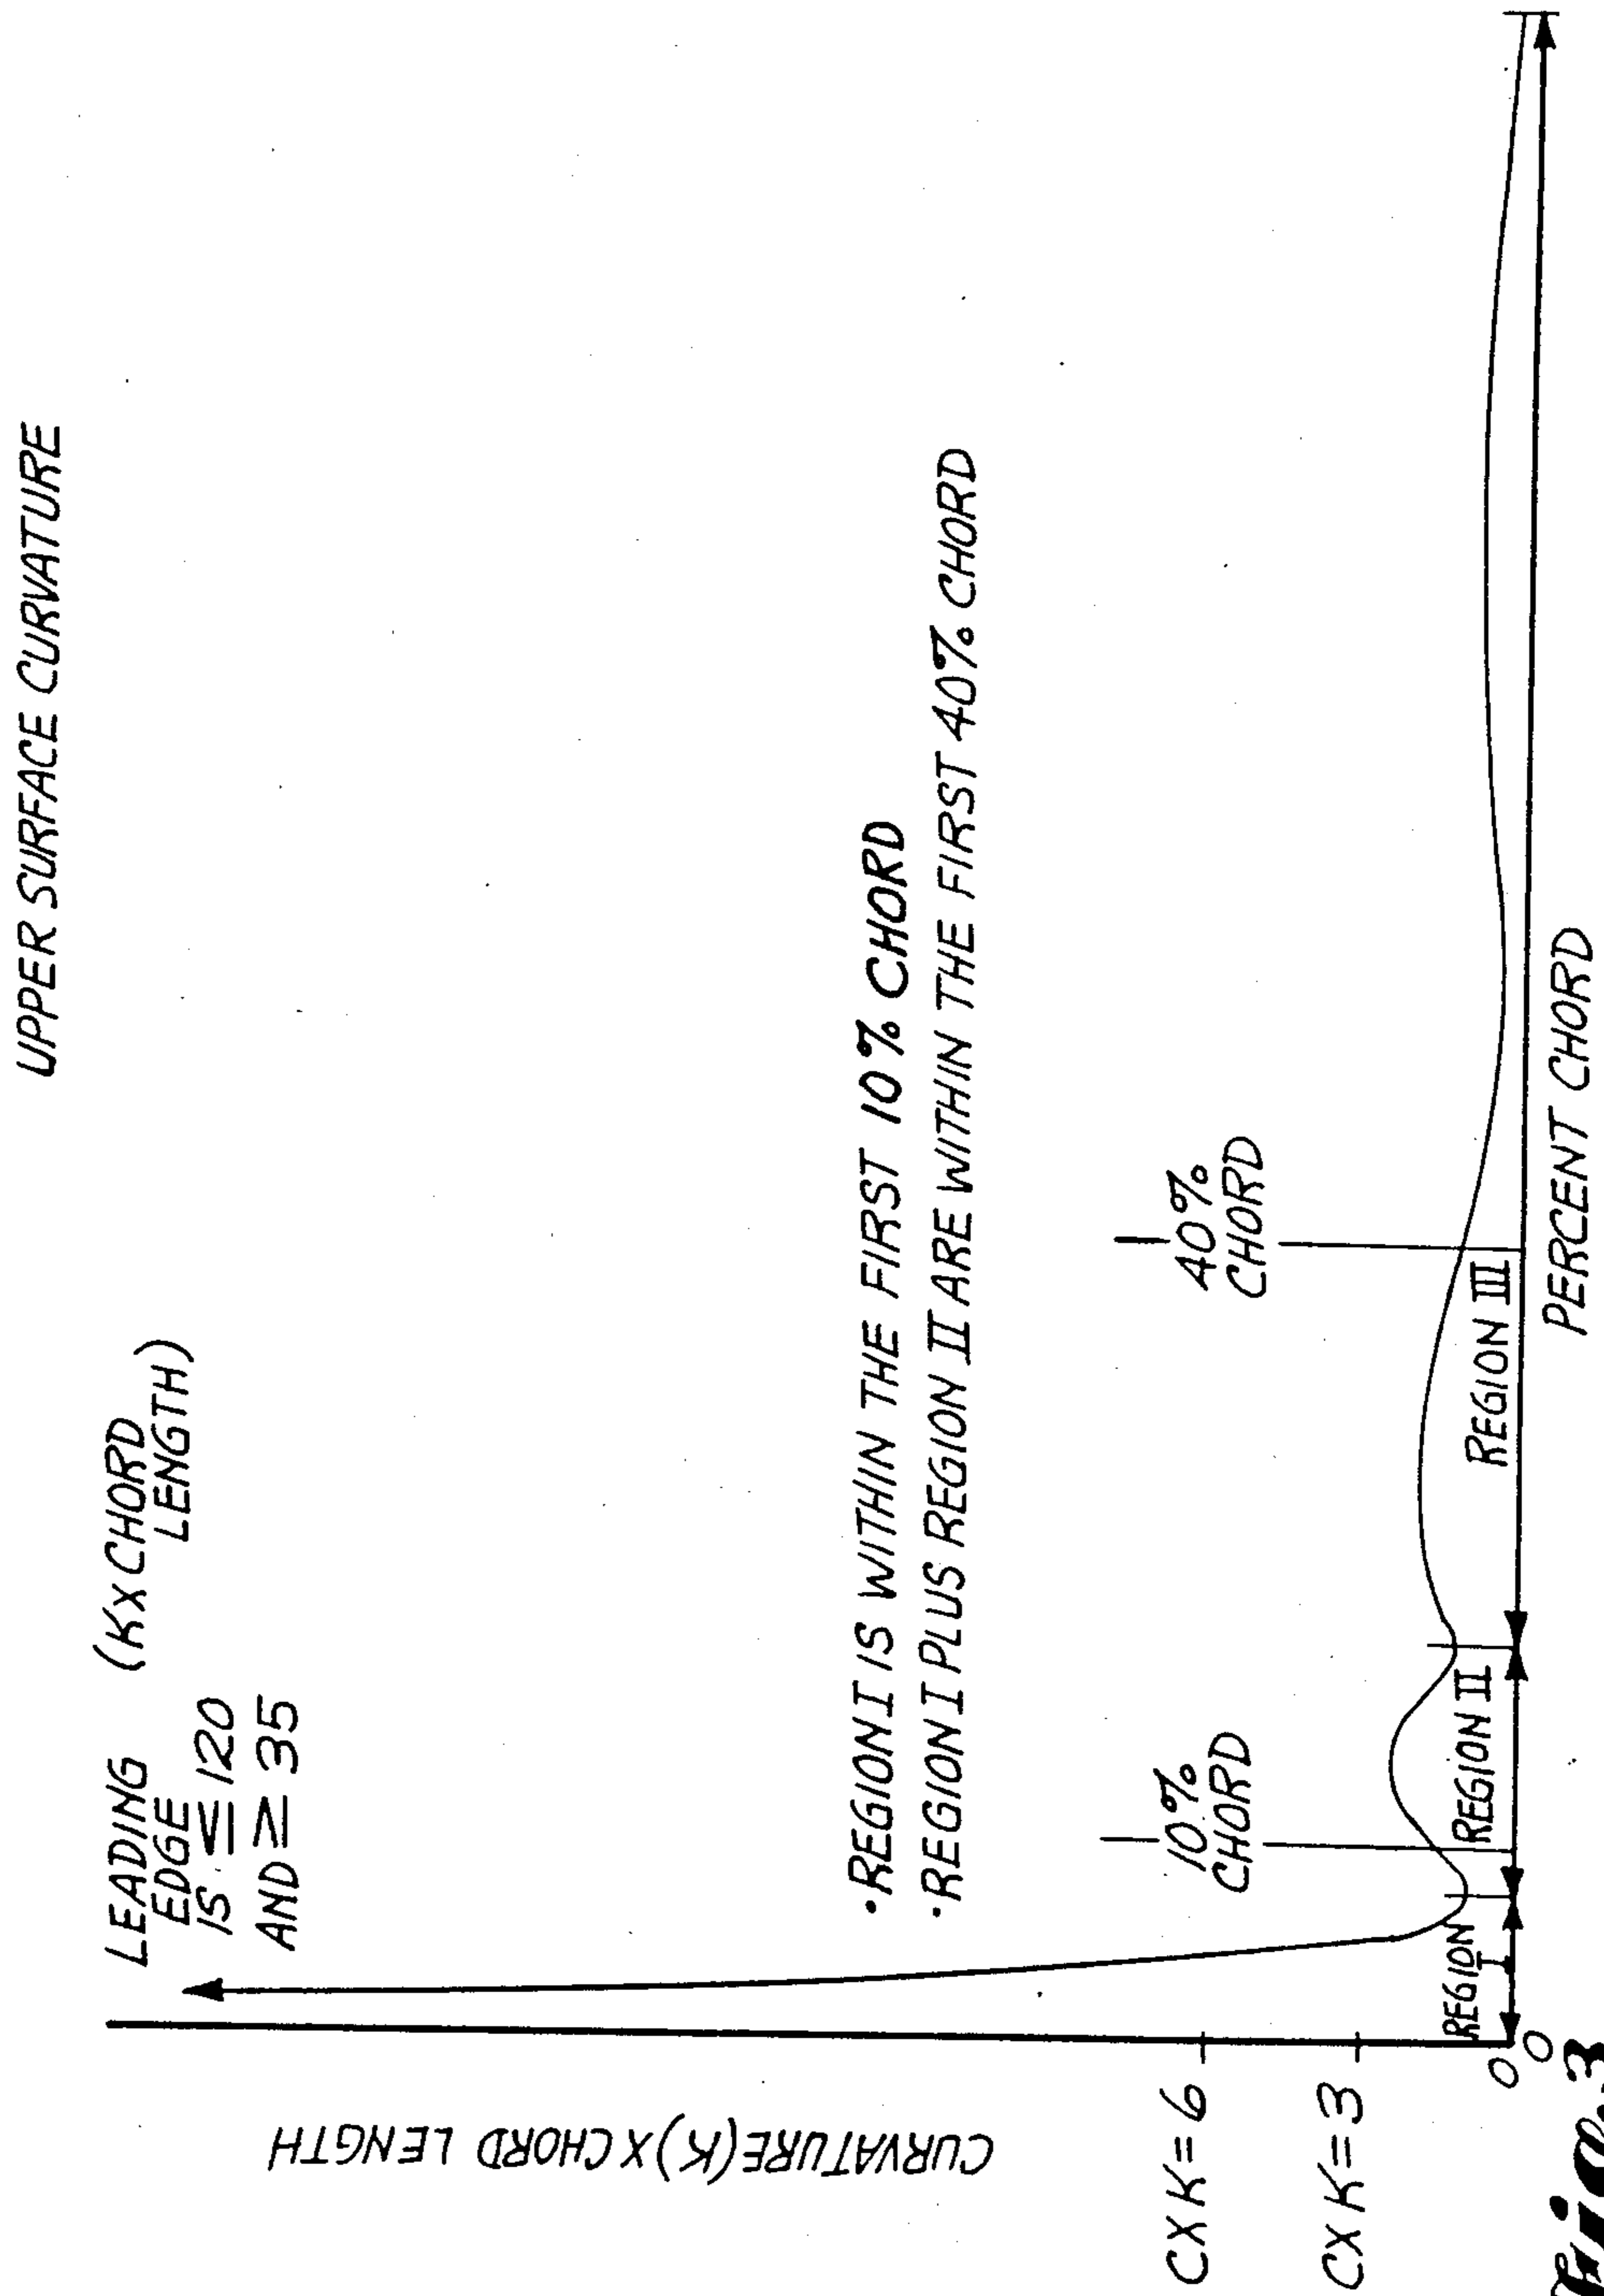 UPPER SURFACE CURVATURE
LEADING (K X CHORD
EDGE LENGTH)
IS ≤ 120
AND ≥ 35
CURVATURE (K) X CHORD LENGTH
·REGION I IS WITHIN THE FIRST 10% CHORD
·REGION I PLUS REGION II ARE WITHIN THE FIRST 40% CHORD
C X K = 6
10%
CHORD
40%
CHORD
C X K = 3
REGION
I
REGION II
REGION III
0
0
PERCENT CHORD
Fig. 3